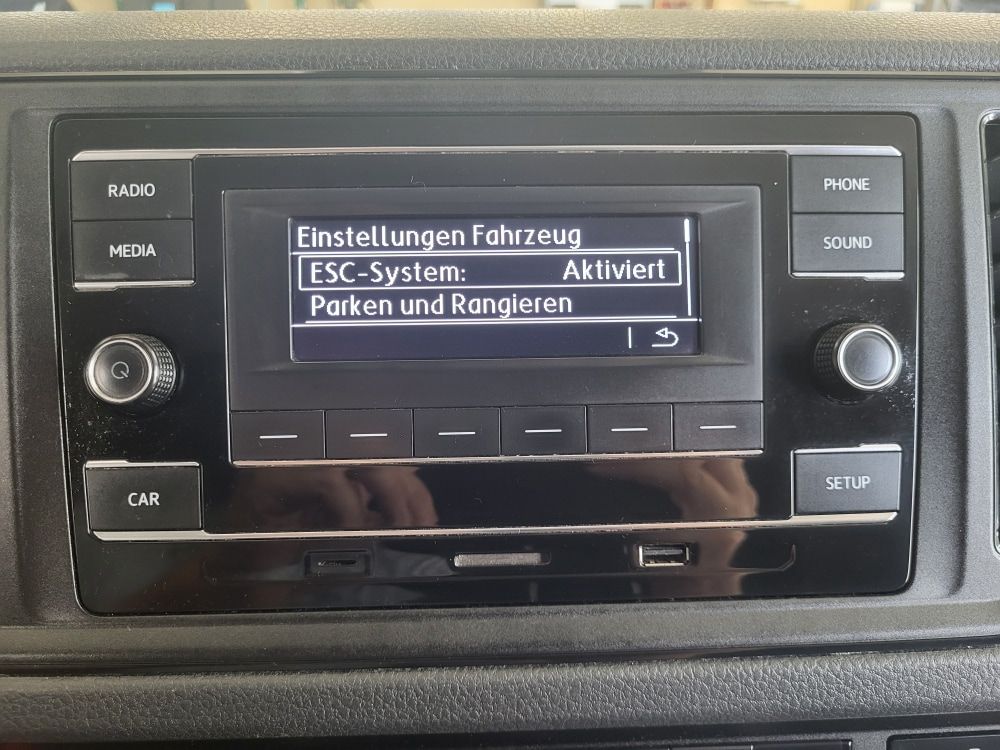 RADIO
PHONE
MEDIA
SOUND
Einstellungen Fahrzeug
ESC-System: Aktiviert
Parken und Rangieren
CAR
SETUP